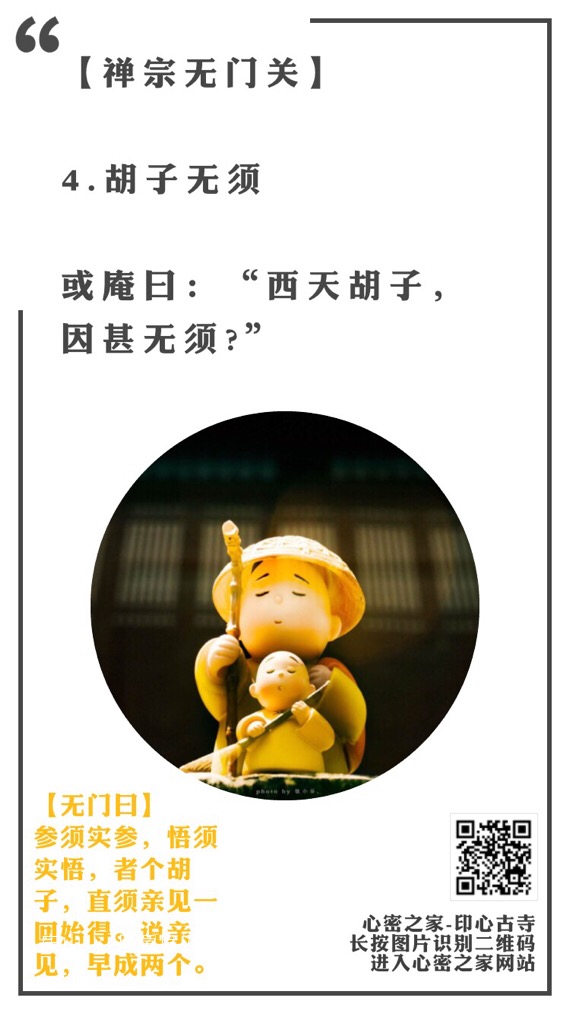 【禅宗无门关】
4.胡子无须
或庵曰：“西天胡子，
因甚无须?”
photo by
【无门曰】
参须实参，悟须
实悟，者个胡
子，直须亲见一
回始得。说亲
见，早成两个。
心密之家-印心古寺
长按图片识别二维码
进入心密之家网站